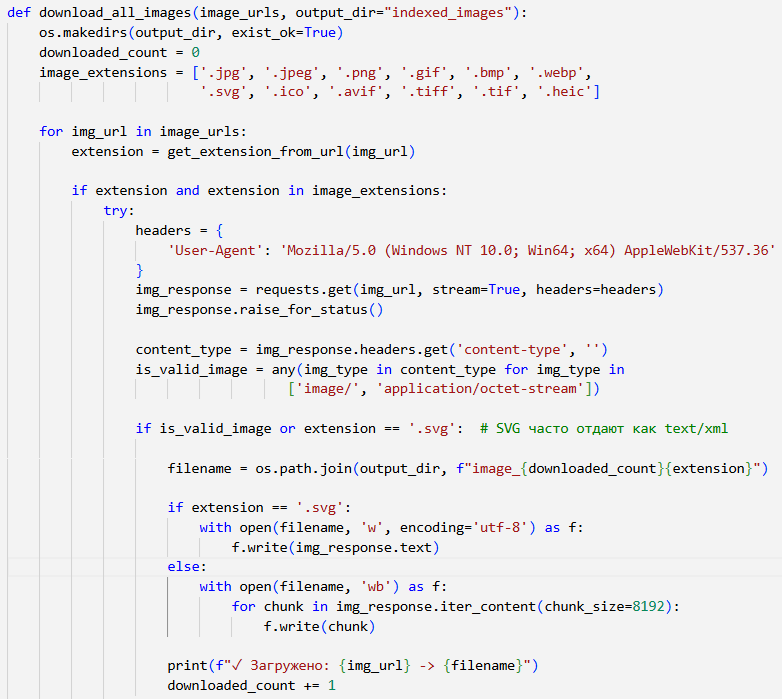 def download_all_images(image_urls, output_dir="indexed_images"):
    os.makedirs(output_dir, exist_ok=True)
    downloaded_count = 0
    image_extensions = ['.jpg', '.jpeg', '.png', '.gif', '.bmp', '.webp',
                        '.svg', '.ico', '.avif', '.tiff', '.tif', '.heic']

    for img_url in image_urls:
        extension = get_extension_from_url(img_url)

        if extension and extension in image_extensions:
            try:
                headers = {
                    'User-Agent': 'Mozilla/5.0 (Windows NT 10.0; Win64; x64) AppleWebKit/537.36'
                }
                img_response = requests.get(img_url, stream=True, headers=headers)
                img_response.raise_for_status()

                content_type = img_response.headers.get('content-type', '')
                is_valid_image = any(img_type in content_type for img_type in
                                   ['image/', 'application/octet-stream'])

                if is_valid_image or extension == '.svg':  # SVG часто отдают как text/xml

                    filename = os.path.join(output_dir, f"image_{downloaded_count}{extension}")

                    if extension == '.svg':
                        with open(filename, 'w', encoding='utf-8') as f:
                            f.write(img_response.text)
                    else:
                        with open(filename, 'wb') as f:
                            for chunk in img_response.iter_content(chunk_size=8192):
                                f.write(chunk)

                    print(f"✓ Загружено: {img_url} -> {filename}")
                    downloaded_count += 1